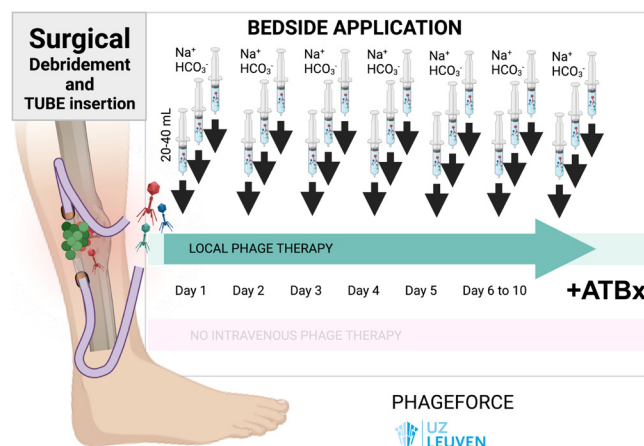 Surgical
Debridement
and
TUBE insertion
BEDSIDE APPLICATION
Na⁺ Na⁺ Na⁺ Na⁺ Na⁺ Na⁺ Na⁺
HCO₃⁻ HCO₃⁻ HCO₃⁻ HCO₃⁻ HCO₃⁻ HCO₃⁻ HCO₃⁻
20-40 mL
LOCAL PHAGE THERAPY
Day 1 Day 2 Day 3 Day 4 Day 5 Day 6 to 10
+ATBx
NO INTRAVENOUS PHAGE THERAPY
PHAGEFORCE
UZ
LEUVEN